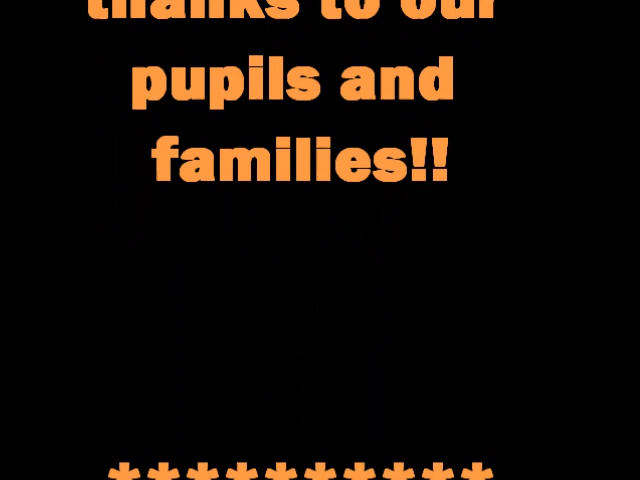 thanks to our
pupils and
families!!
**********